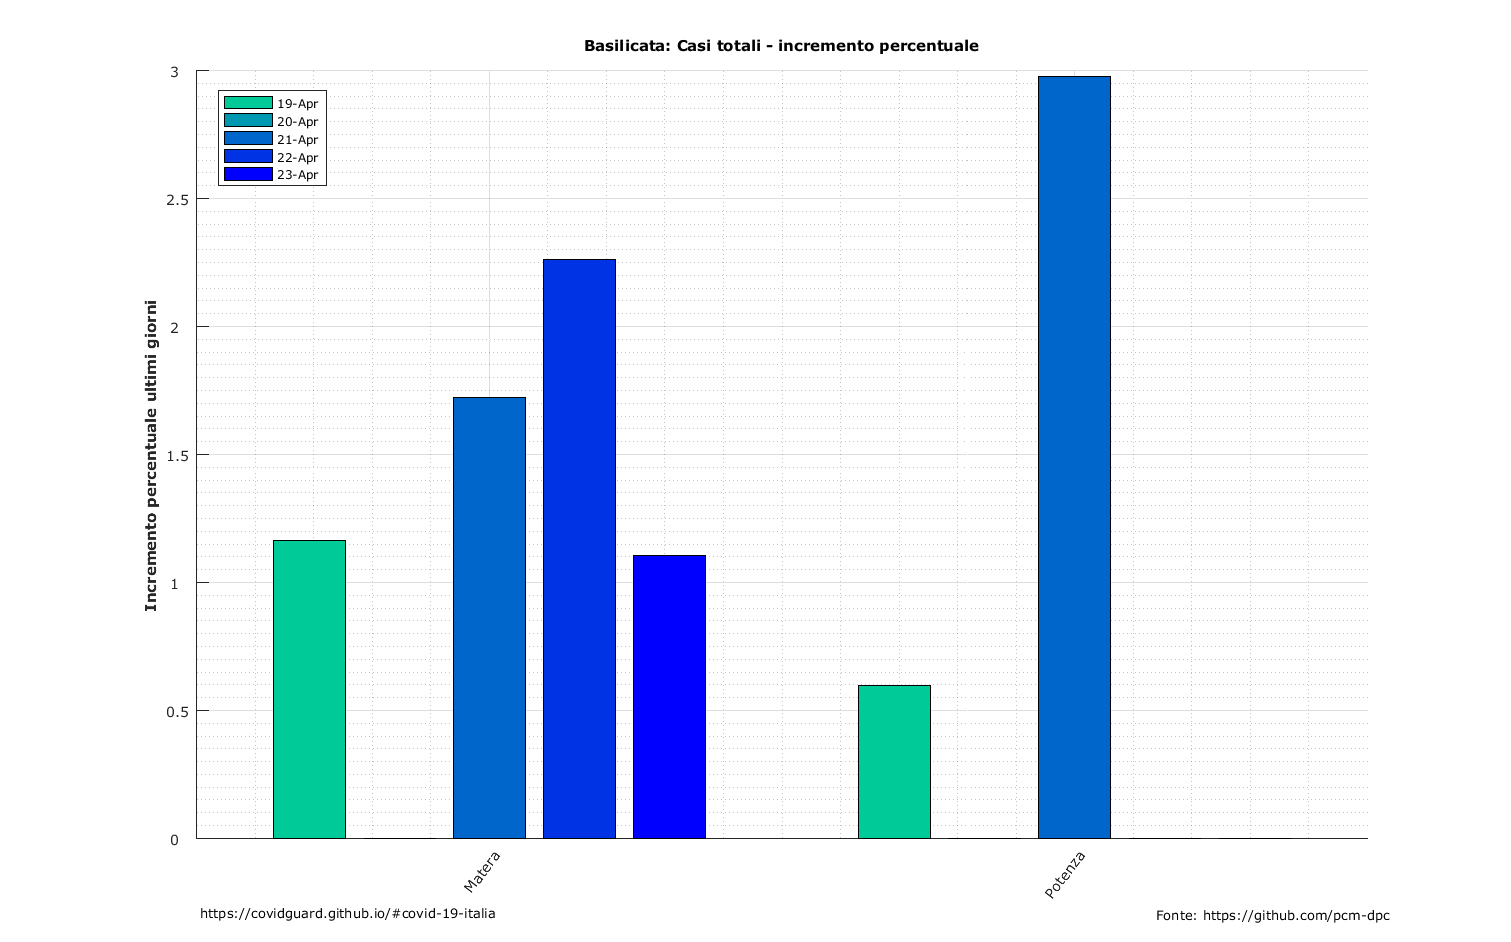 Basilicata: Casi totali - incremento percentuale
3
2.5
2
1.5
1
0.5
0
Incremento percentuale ultimi giorni
19-Apr
20-Apr
21-Apr
22-Apr
23-Apr
Matera
Potenza
https://covidguard.github.io/#covid-19-italia
Fonte: https://github.com/pcm-dpc